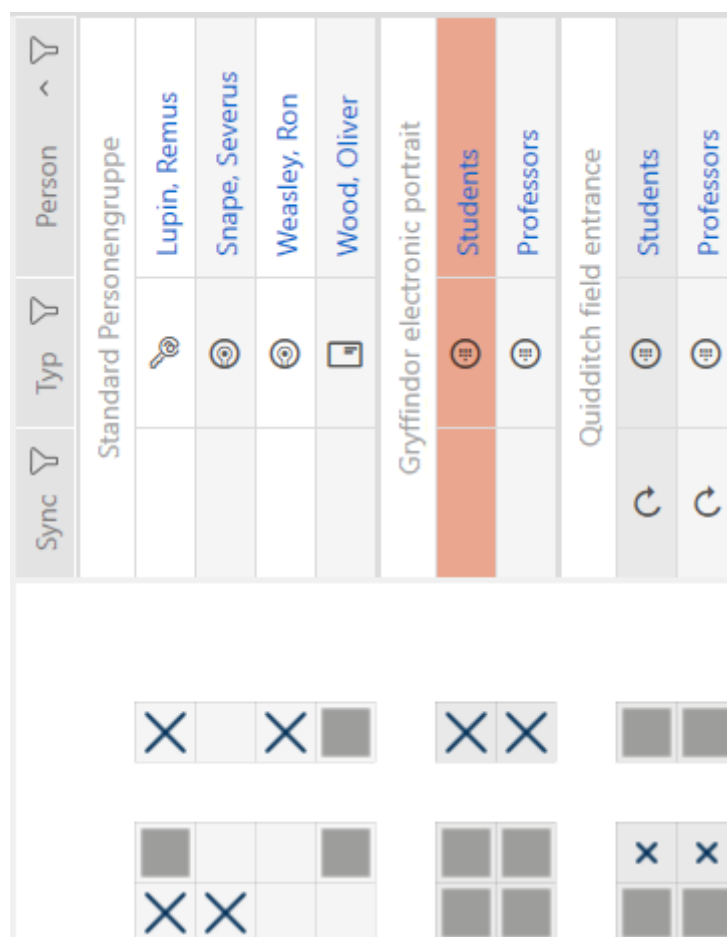 Sync Typ Person
Standard Personengruppe
Lupin, Remus
Snape, Severus
Weasley, Ron
Wood, Oliver
Gryffindor electronic portrait
Students
Professors
Quidditch field entrance
Students
Professors